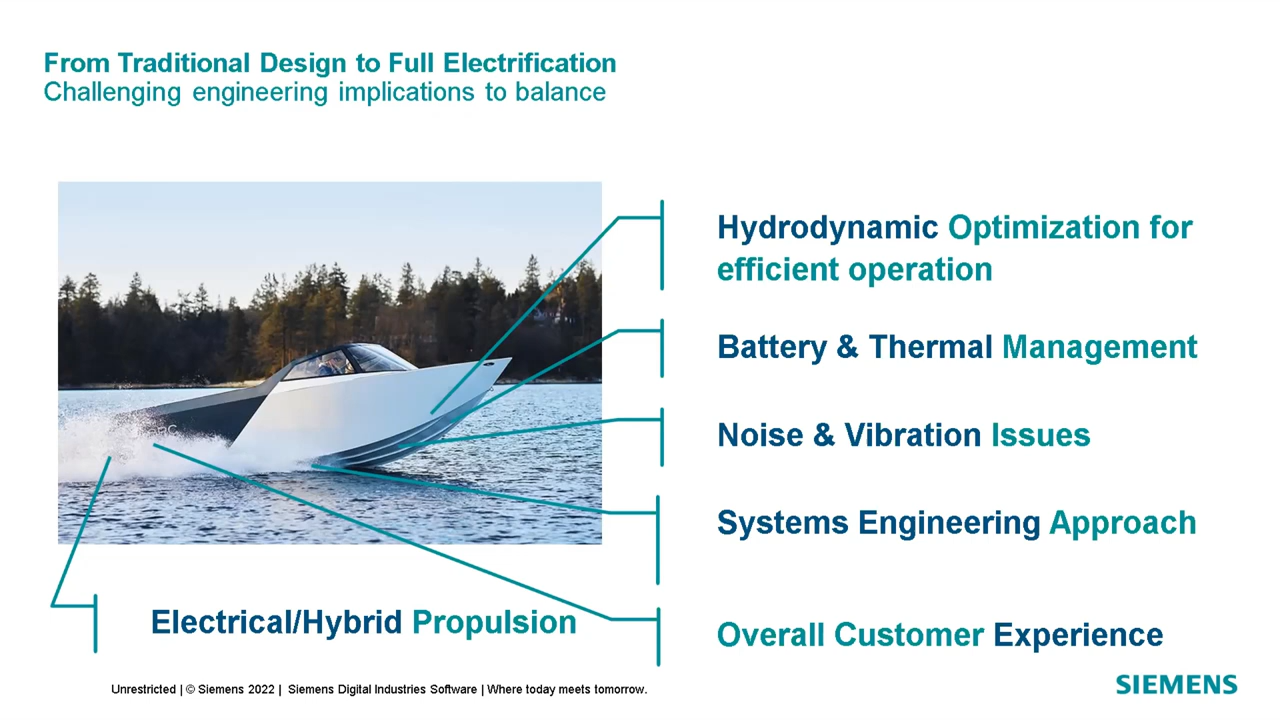 From Traditional Design to Full Electrification
Challenging engineering implications to balance
Hydrodynamic Optimization for
efficient operation
Battery & Thermal Management
Noise & Vibration Issues
Systems Engineering Approach
Electrical/Hybrid Propulsion
Overall Customer Experience
Unrestricted | © Siemens 2022 | Siemens Digital Industries Software | Where today meets tomorrow.
SIEMENS